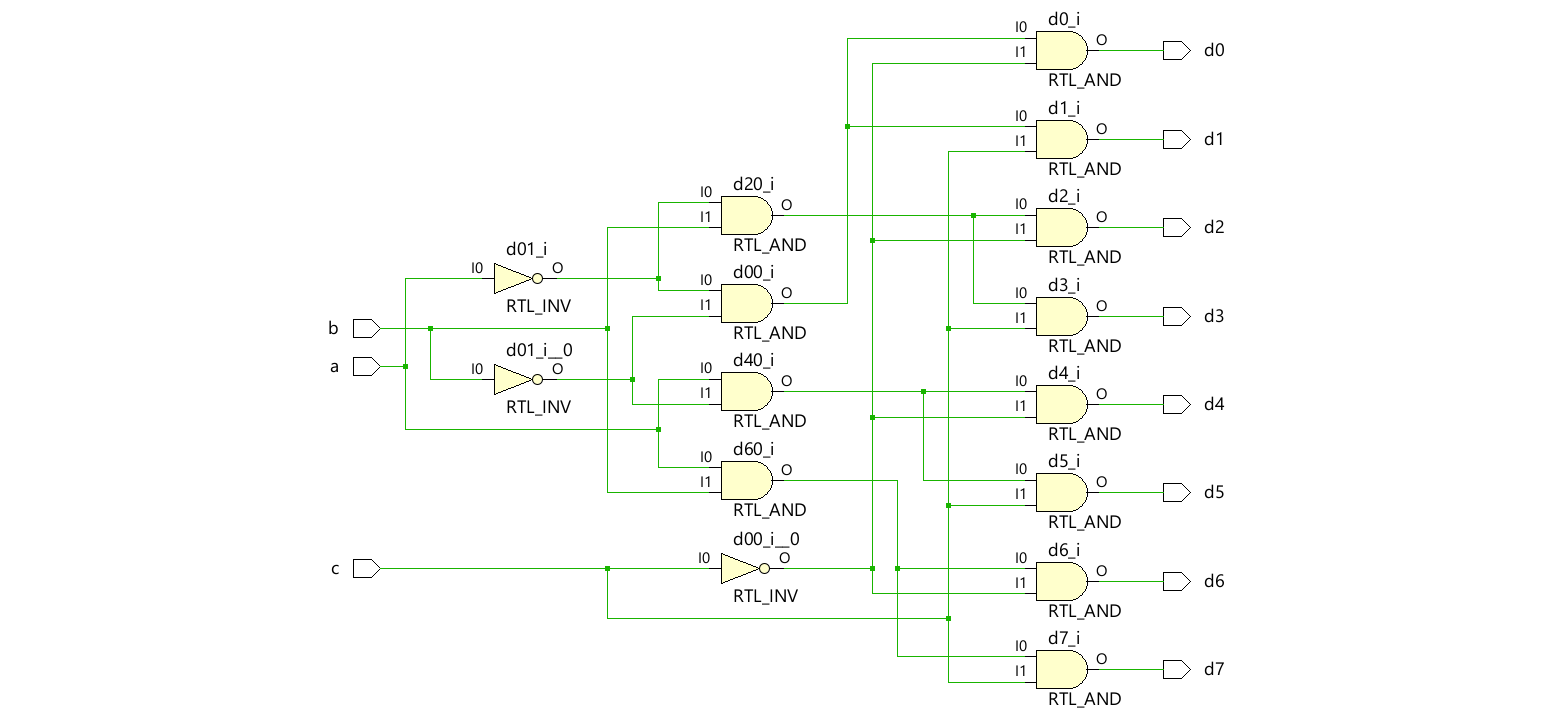 d0_i
I0
I1
O
d0
RTL_AND
d1_i
I0
I1
O
d1
RTL_AND
d20_i
I0
I1
O
RTL_AND
d2_i
I0
I1
O
d2
RTL_AND
d01_i
I0
O
RTL_INV
d00_i
I0
I1
O
RTL_AND
d3_i
I0
I1
O
d3
RTL_AND
b
a
d01_i__0
I0
O
RTL_INV
d40_i
I0
I1
O
RTL_AND
d4_i
I0
I1
O
d4
RTL_AND
d60_i
I0
I1
O
RTL_AND
d5_i
I0
I1
O
d5
RTL_AND
c
d00_i__0
I0
O
RTL_INV
d6_i
I0
I1
O
d6
RTL_AND
d7_i
I0
I1
O
d7
RTL_AND